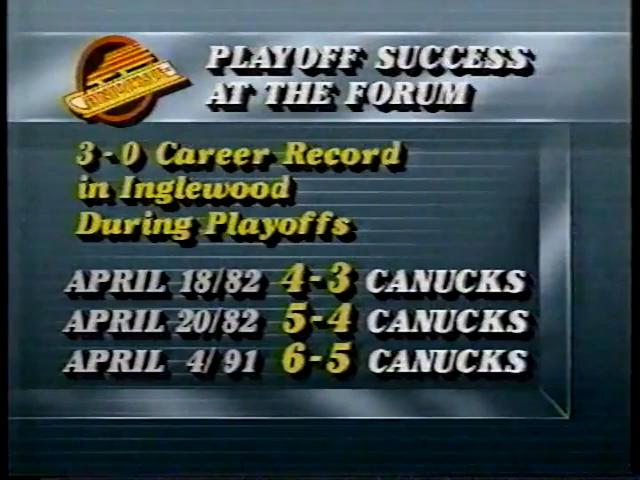 CANUCKS
PLAYOFF SUCCESS
AT THE FORUM
3-0 Career Record
in Inglewood
During Playoffs
APRIL 18/82 4-3 CANUCKS
APRIL 20/82 5-4 CANUCKS
APRIL 4/91 6-5 CANUCKS